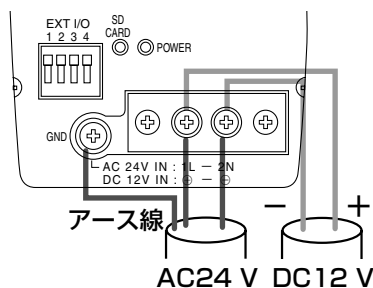 EXT I/O
1 2 3 4
SD
CARD
POWER
GND
AC 24V IN : 1L － 2N
DC 12V IN : ⊕ － ⊖
アース線
－ ＋
AC24 V DC12 V